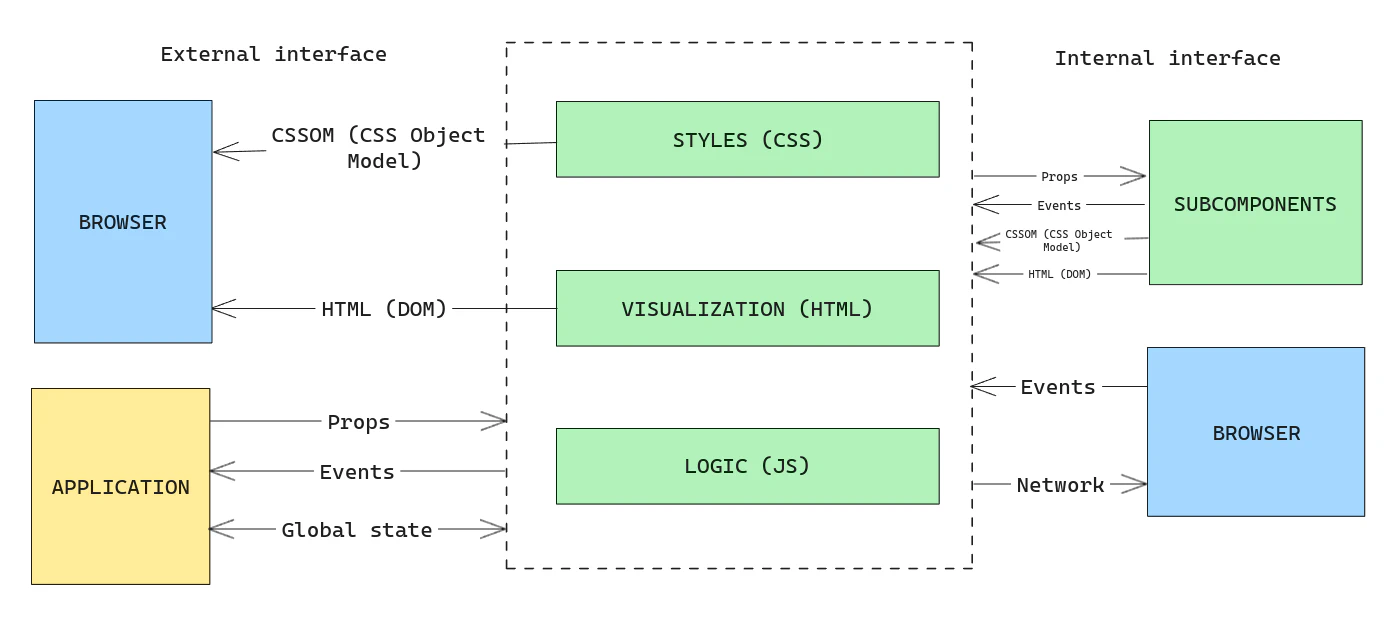 External interface
Internal interface
BROWSER
CSSOM (CSS Object
Model)
HTML (DOM)
APPLICATION
Props
Events
Global state
STYLES (CSS)
VISUALIZATION (HTML)
LOGIC (JS)
Props
Events
CSSOM (CSS Object
Model)
HTML (DOM)
SUBCOMPONENTS
Events
Network
BROWSER